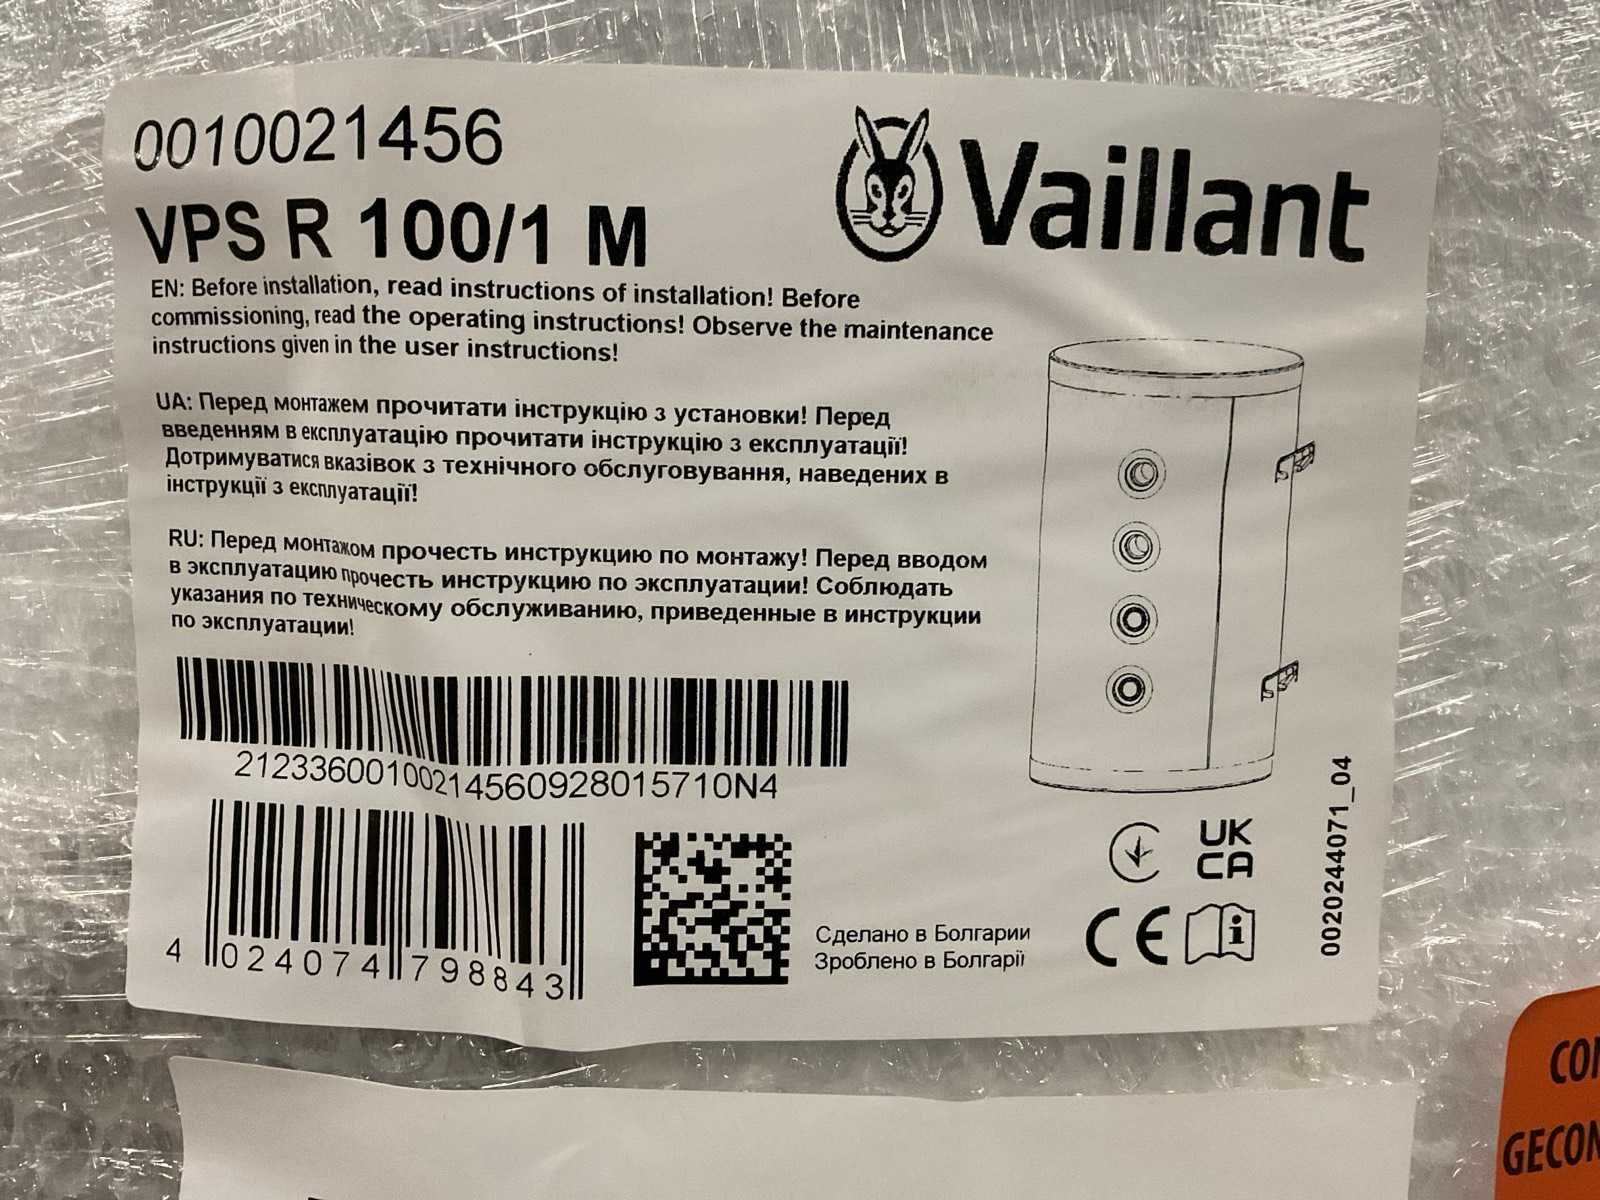 0010021456
VPS R 100/1 M
Vaillant
EN: Before installation, read instructions of installation! Before
commissioning, read the operating instructions! Observe the maintenance
instructions given in the user instructions!
UA: Перед монтажем прочитати інструкцію з установки! Перед
введенням в експлуатацію прочитати інструкцію з експлуатації!
Дотримуватися вказівок з технічного обслуговування, наведених в
інструкції з експлуатації!
RU: Перед монтажом прочесть инструкцию по монтажу! Перед вводом
в эксплуатацию прочесть инструкцию по эксплуатации! Соблюдать
указания по техническому обслуживанию, приведенные в инструкции
по эксплуатации!
21233600100214560928015710N4
4 024074 798843
Сделано в Болгарии
Зроблено в Болгарії
UK
CA
CE
i
0020244071_04